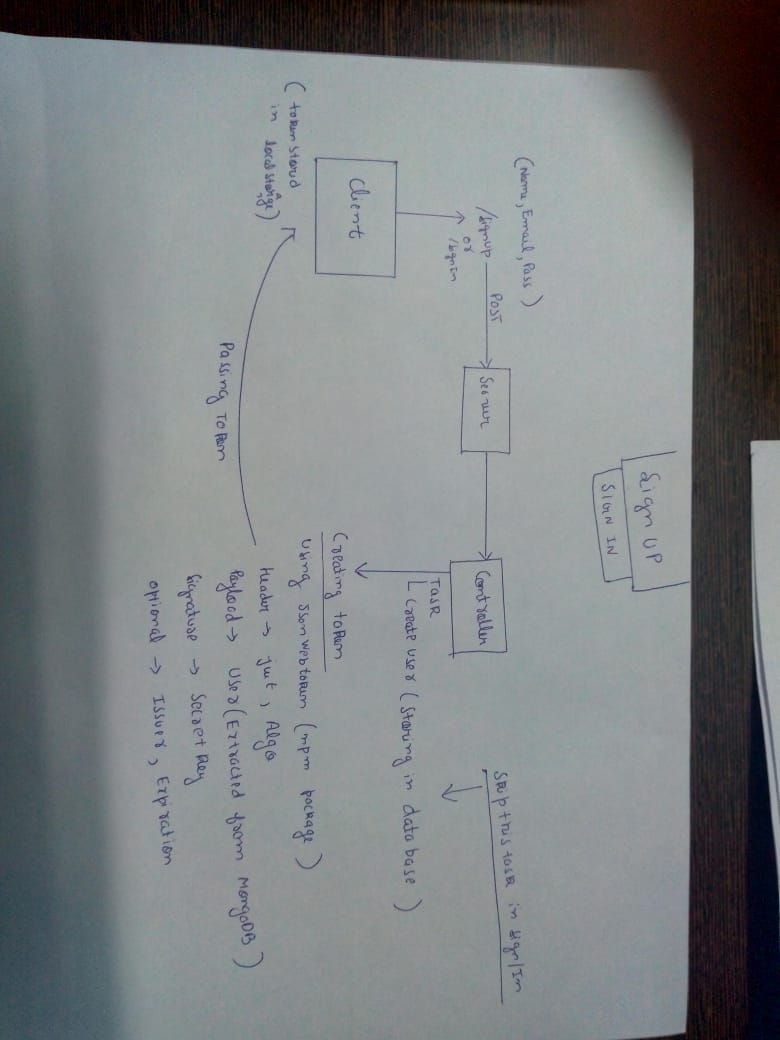 Sign UP
SIGN IN
(Name, Email, Pass)
/signup
or
/signin
POST
Server
Controller
Skip this task in sign/In
Task
Create user (Storing in database)
Client
(token stored
in local storage)
Creating token
Using Jsonwebtoken (npm package)
Header → jwt, Algo
Payload → User (Extracted from MongoDB)
Signature → Secret Key
Optional → Issuer, Expiration
Passing Token